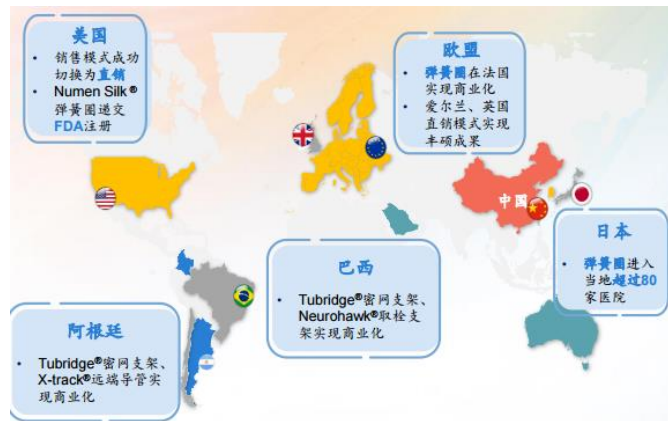 美国
• 销售模式成功
切换为直销
• Numen Silk®
弹簧圈递交
FDA注册
欧盟
• 弹簧圈在法国
实现商业化
• 爱尔兰、英国
直销模式实现
丰硕成果
中国
日本
• 弹簧圈进入
当地超过80
家医院
巴西
• Tubridge®密网支架、
Neurohawk®取栓支
架实现商业化
阿根廷
• Tubridge®密网支架、
X-track®远端导管实
现商业化